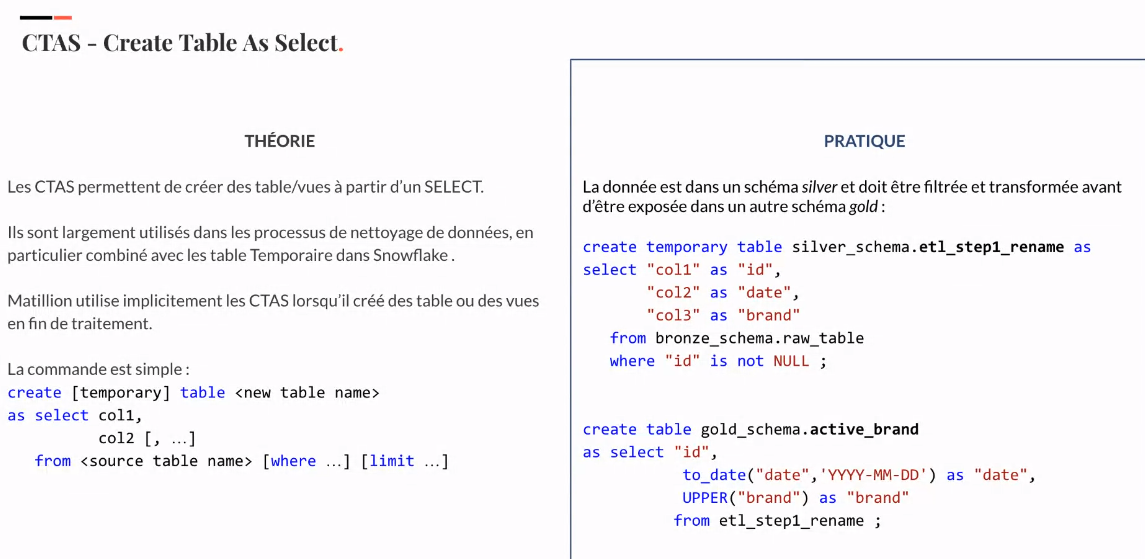 CTAS - Create Table As Select.
THÉORIE
Les CTAS permettent de créer des table/vues à partir d'un SELECT.
Ils sont largement utilisés dans les processus de nettoyage de données, en
particulier combiné avec les table Temporaire dans Snowflake .
Matillion utilise implicitement les CTAS lorsqu'il créé des table ou des vues
en fin de traitement.
La commande est simple :
create [temporary] table <new table name>
as select col1,
col2 [, ...]
from <source table name> [where ...] [limit ...]
PRATIQUE
La donnée est dans un schéma silver et doit être filtrée et transformée avant
d'être exposée dans un autre schéma gold :
create temporary table silver_schema.etl_step1_rename as
select "col1" as "id",
"col2" as "date",
"col3" as "brand"
from bronze_schema.raw_table
where "id" is not NULL ;
create table gold_schema.active_brand
as select "id",
to_date("date",'YYYY-MM-DD') as "date",
UPPER("brand") as "brand"
from etl_step1_rename ;